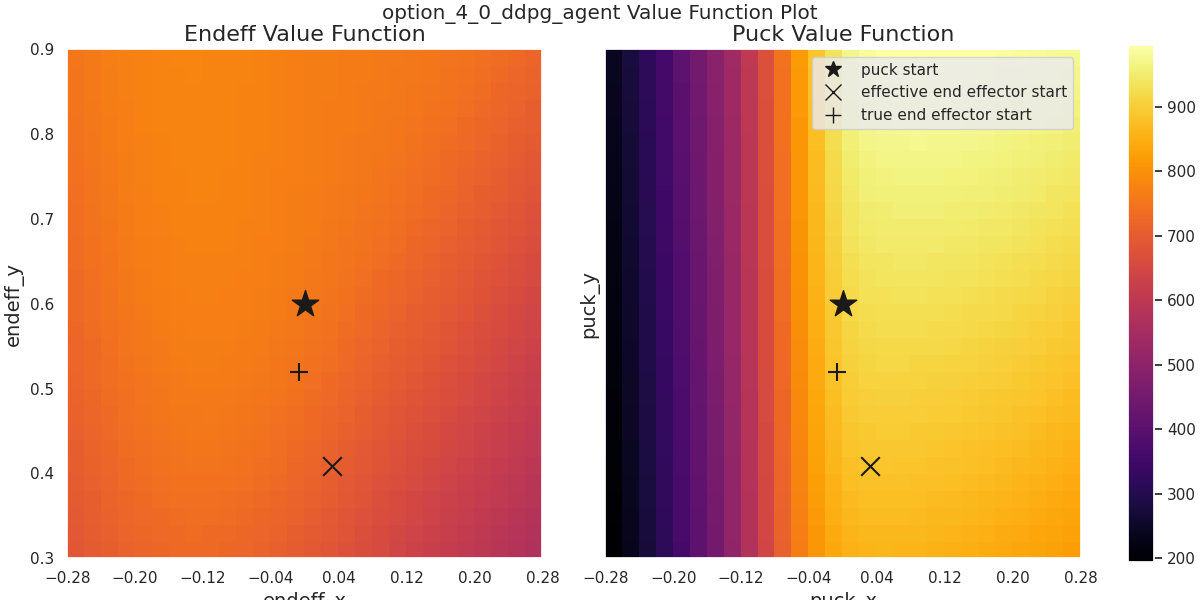 option_4_0_ddpg_agent Value Function Plot
Endeff Value Function
Puck Value Function
0.9
0.8
0.7
0.6
0.5
0.4
0.3
endeff_y
−0.28 −0.20 −0.12 −0.04 0.04 0.12 0.20 0.28
endeff_x
puck_y
puck start
effective end effector start
true end effector start
−0.28 −0.20 −0.12 −0.04 0.04 0.12 0.20 0.28
puck_x
900
800
700
600
500
400
300
200